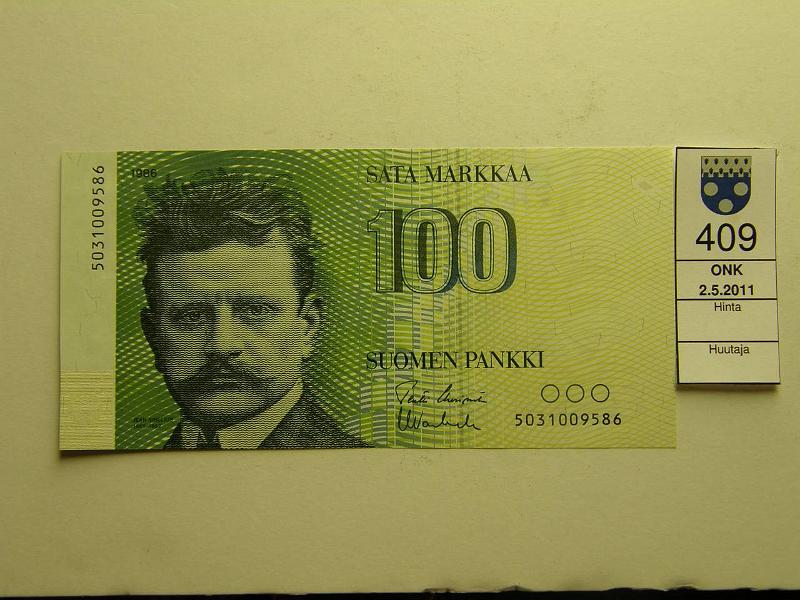 5031009586
1986
SATA MARKKAA
100
SUOMEN PANKKI
5031009586
409
ONK
2.5.2011
Hinta
Huutaja